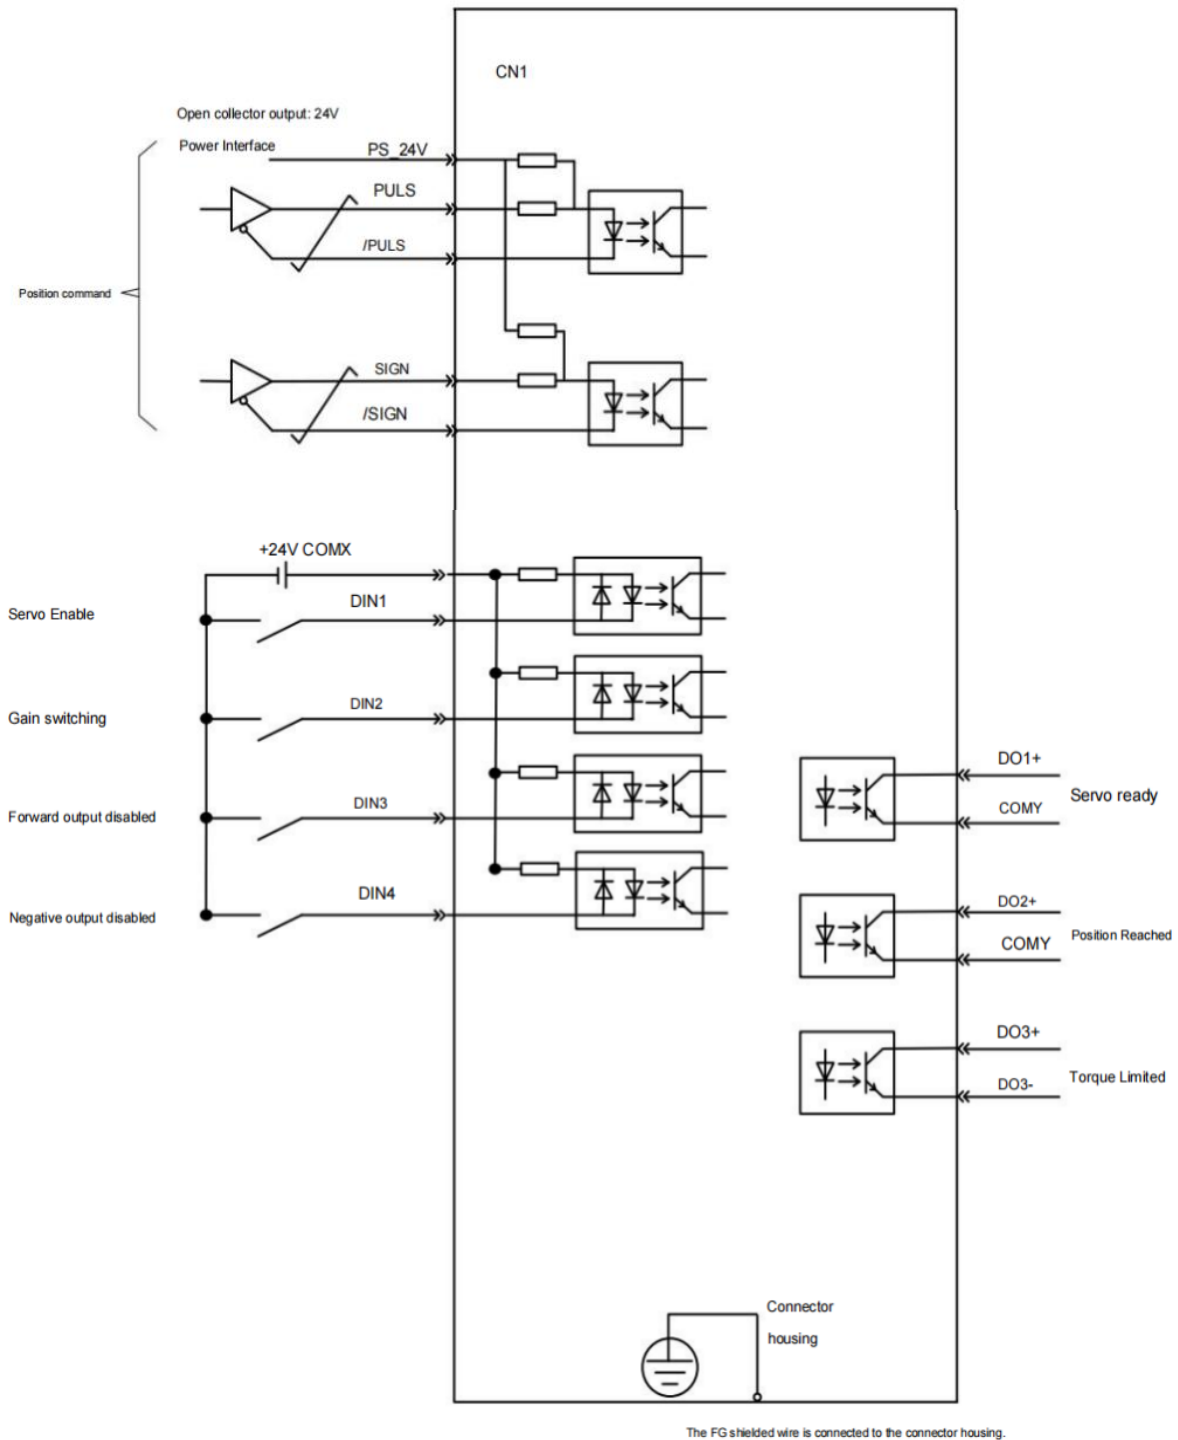 CN1
Open collector output: 24V
Power Interface
PS_24V
PULS
/PULS
Position command
SIGN
/SIGN
+24V COMX
Servo Enable
DIN1
Gain switching
DIN2
Forward output disabled
DIN3
Negative output disabled
DIN4
DO1+
Servo ready
COMY
DO2+
Position Reached
COMY
DO3+
Torque Limited
DO3-
Connector
housing
The FG shielded wire is connected to the connector housing.